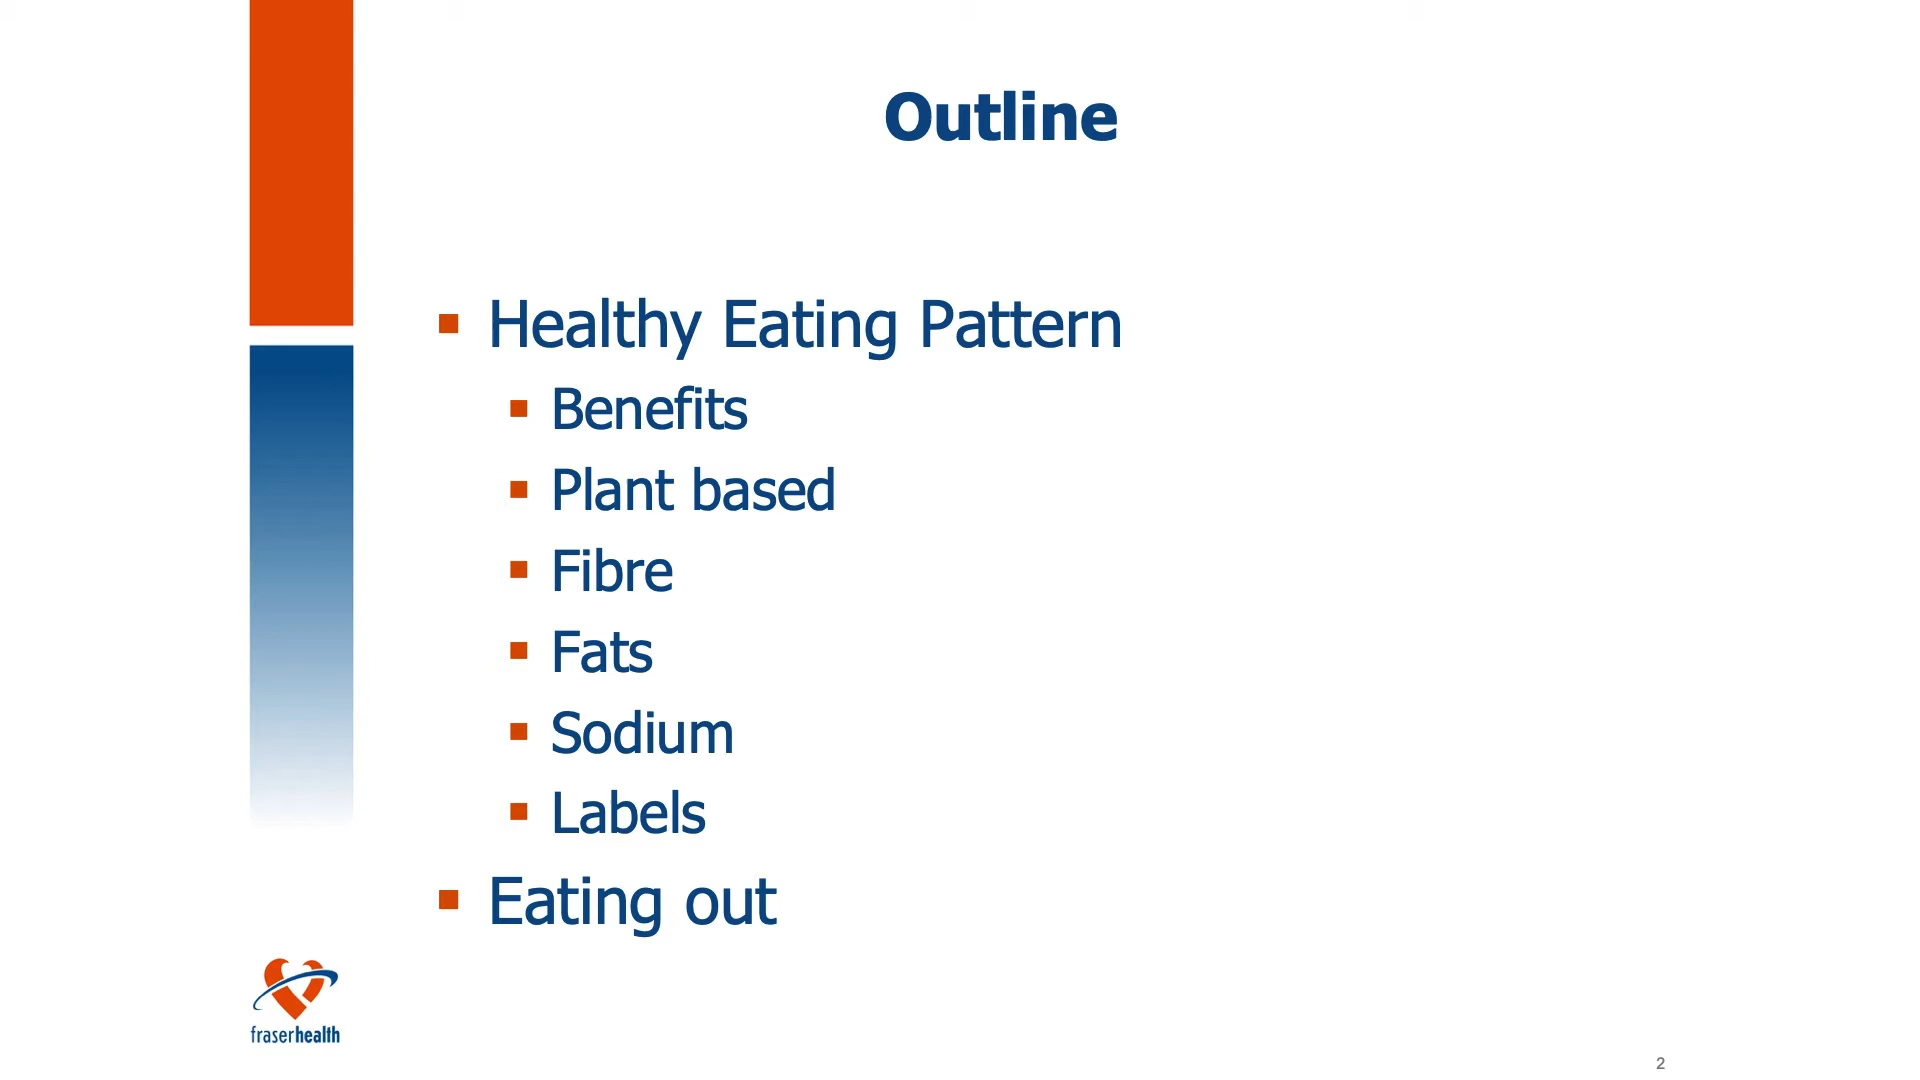 Outline
Healthy Eating Pattern
Benefits
Plant based
Fibre
Fats
Sodium
Labels
Eating out
fraserhealth
2